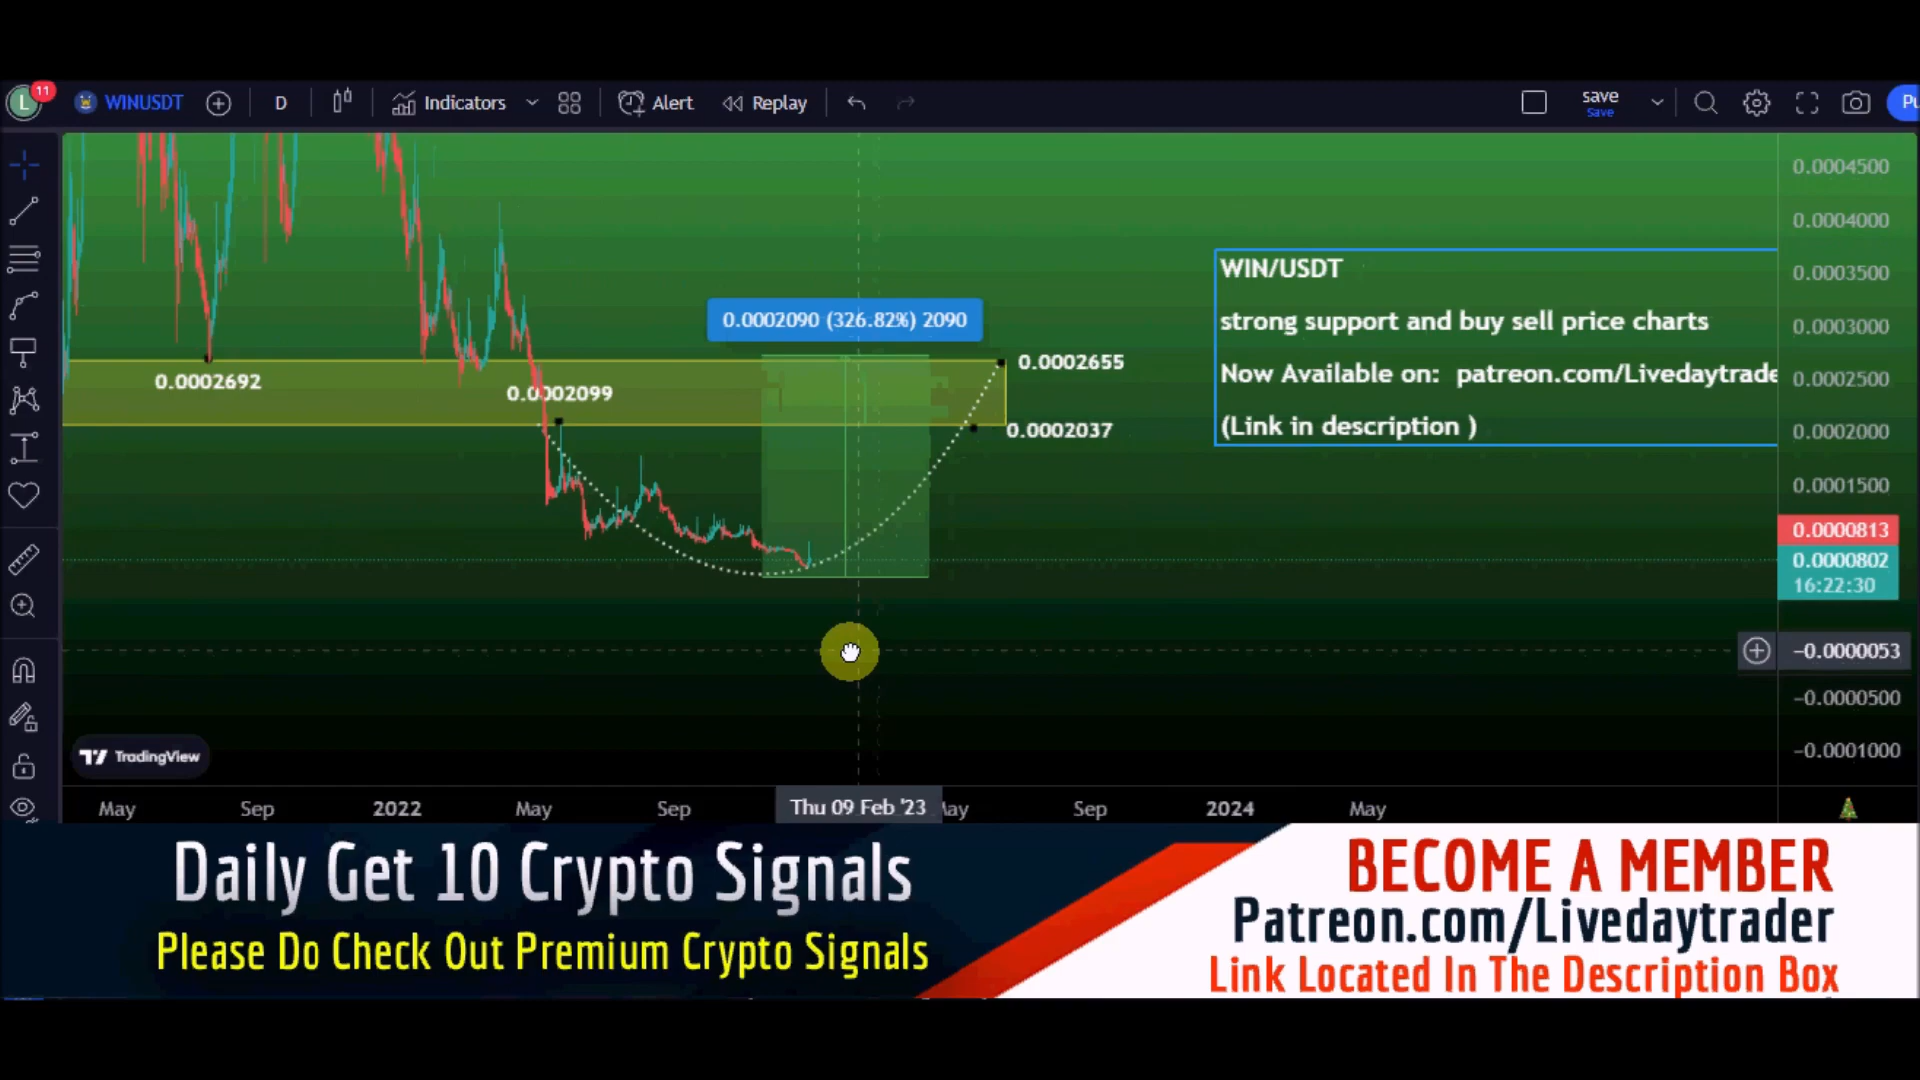 L
11
WINUSDT
D
Indicators
Alert
Replay
save
Save
WIN/USDT
strong support and buy sell price charts
Now Available on: patreon.com/Livedaytrade
(Link in description )
0.0002090 (326.82%) 2090
0.0002692
0.0002099
0.0002655
0.0002037
0.0004500
0.0004000
0.0003500
0.0003000
0.0002500
0.0002000
0.0001500
0.0000813
0.0000802
16:22:30
−0.0000053
−0.0000500
−0.0001000
TradingView
May
Sep
2022
May
Sep
Thu 09 Feb '23
Sep
2024
May
Daily Get 10 Crypto Signals
Please Do Check Out Premium Crypto Signals
BECOME A MEMBER
Patreon.com/Livedaytrader
Link Located In The Description Box